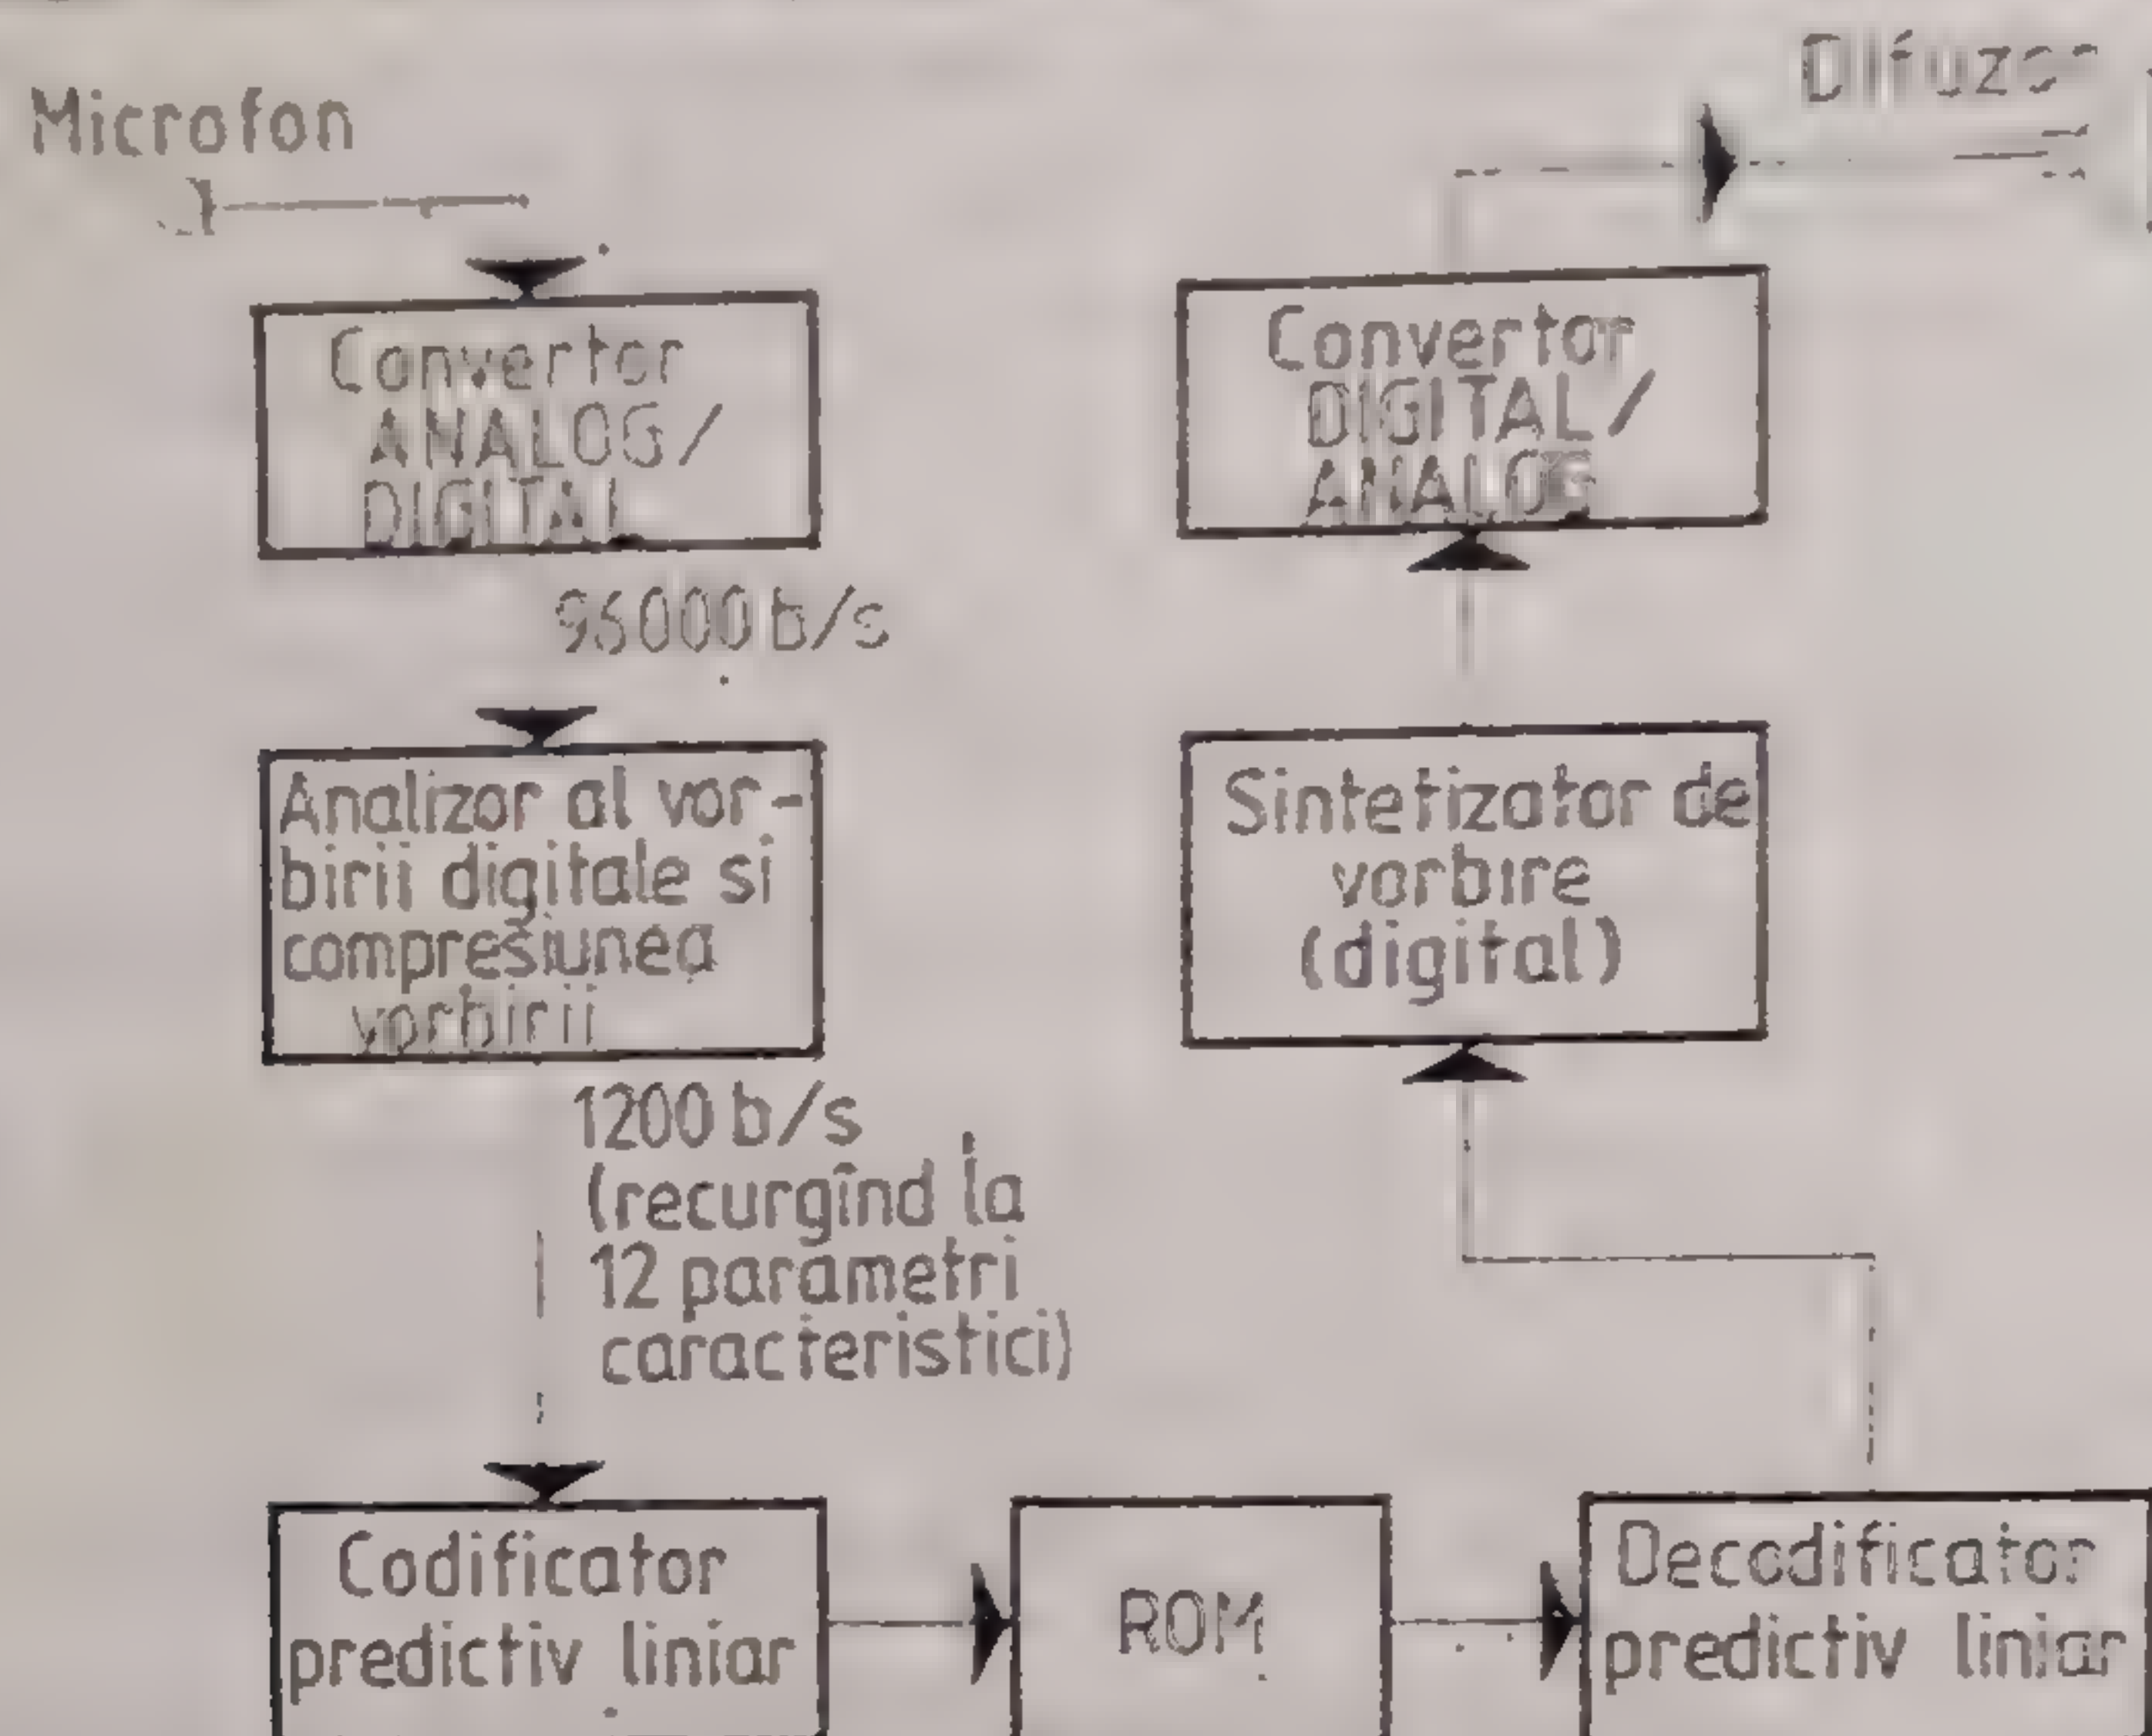 Microfon
Convertor
ANALOG/
DIGITAL
96000 b/s
Analizor al vor-
birii digitale si
compresiunea
vorbirii
1200 b/s
(recurgînd la
12 parametri
caracteristici)
Codificator
predictiv liniar
ROM
Decodificator
predictiv liniar
Sintetizator de
vorbire
(digital)
Convertor
DIGITAL/
ANALOG
Difuzor